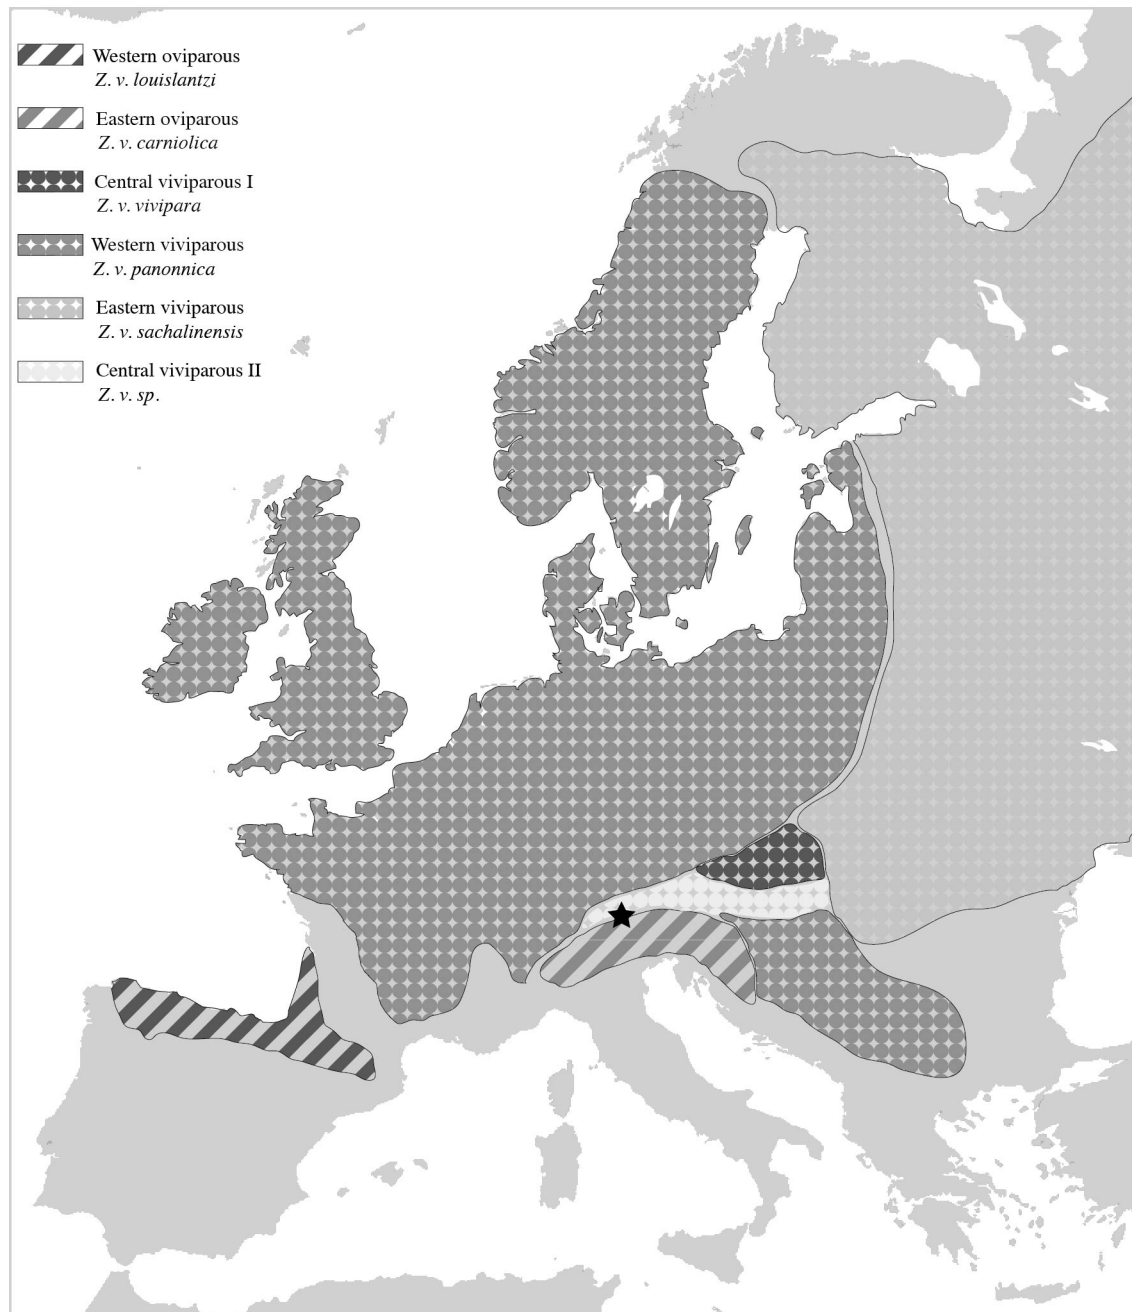 Western oviparous
Z. v. louislantzi
Eastern oviparous
Z. v. carniolica
Central viviparous I
Z. v. vivipara
Western viviparous
Z. v. panonnica
Eastern viviparous
Z. v. sachalinensis
Central viviparous II
Z. v. sp.